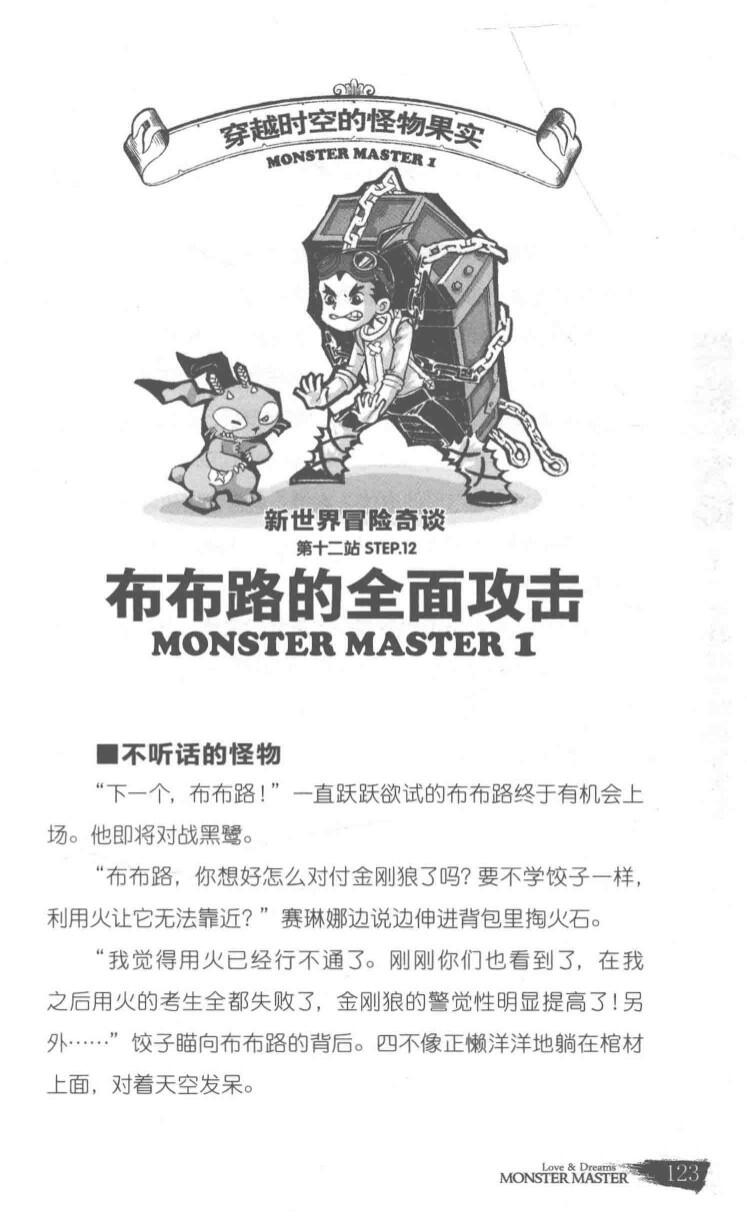 穿越时空的怪物果实
MONSTER MASTER 1
新世界冒险奇谈
第十二站 STEP.12
布布路的全面攻击
MONSTER MASTER 1
■不听话的怪物
“下一个，布布路！”一直跃跃欲试的布布路终于有机会上
场。他即将对战黑鹭。
“布布路，你想好怎么对付金刚狼了吗？要不学饺子一样，
利用火让它无法靠近？”赛琳娜边说边伸进背包里掏火石。
“我觉得用火已经行不通了。刚刚你们也看到了，在我
之后用火的考生全都失败了，金刚狼的警觉性明显提高了！另
外……”饺子瞄向布布路的背后。四不像正懒洋洋地躺在棺材
上面，对着天空发呆。
Love & Dreams
MONSTER MASTER 123